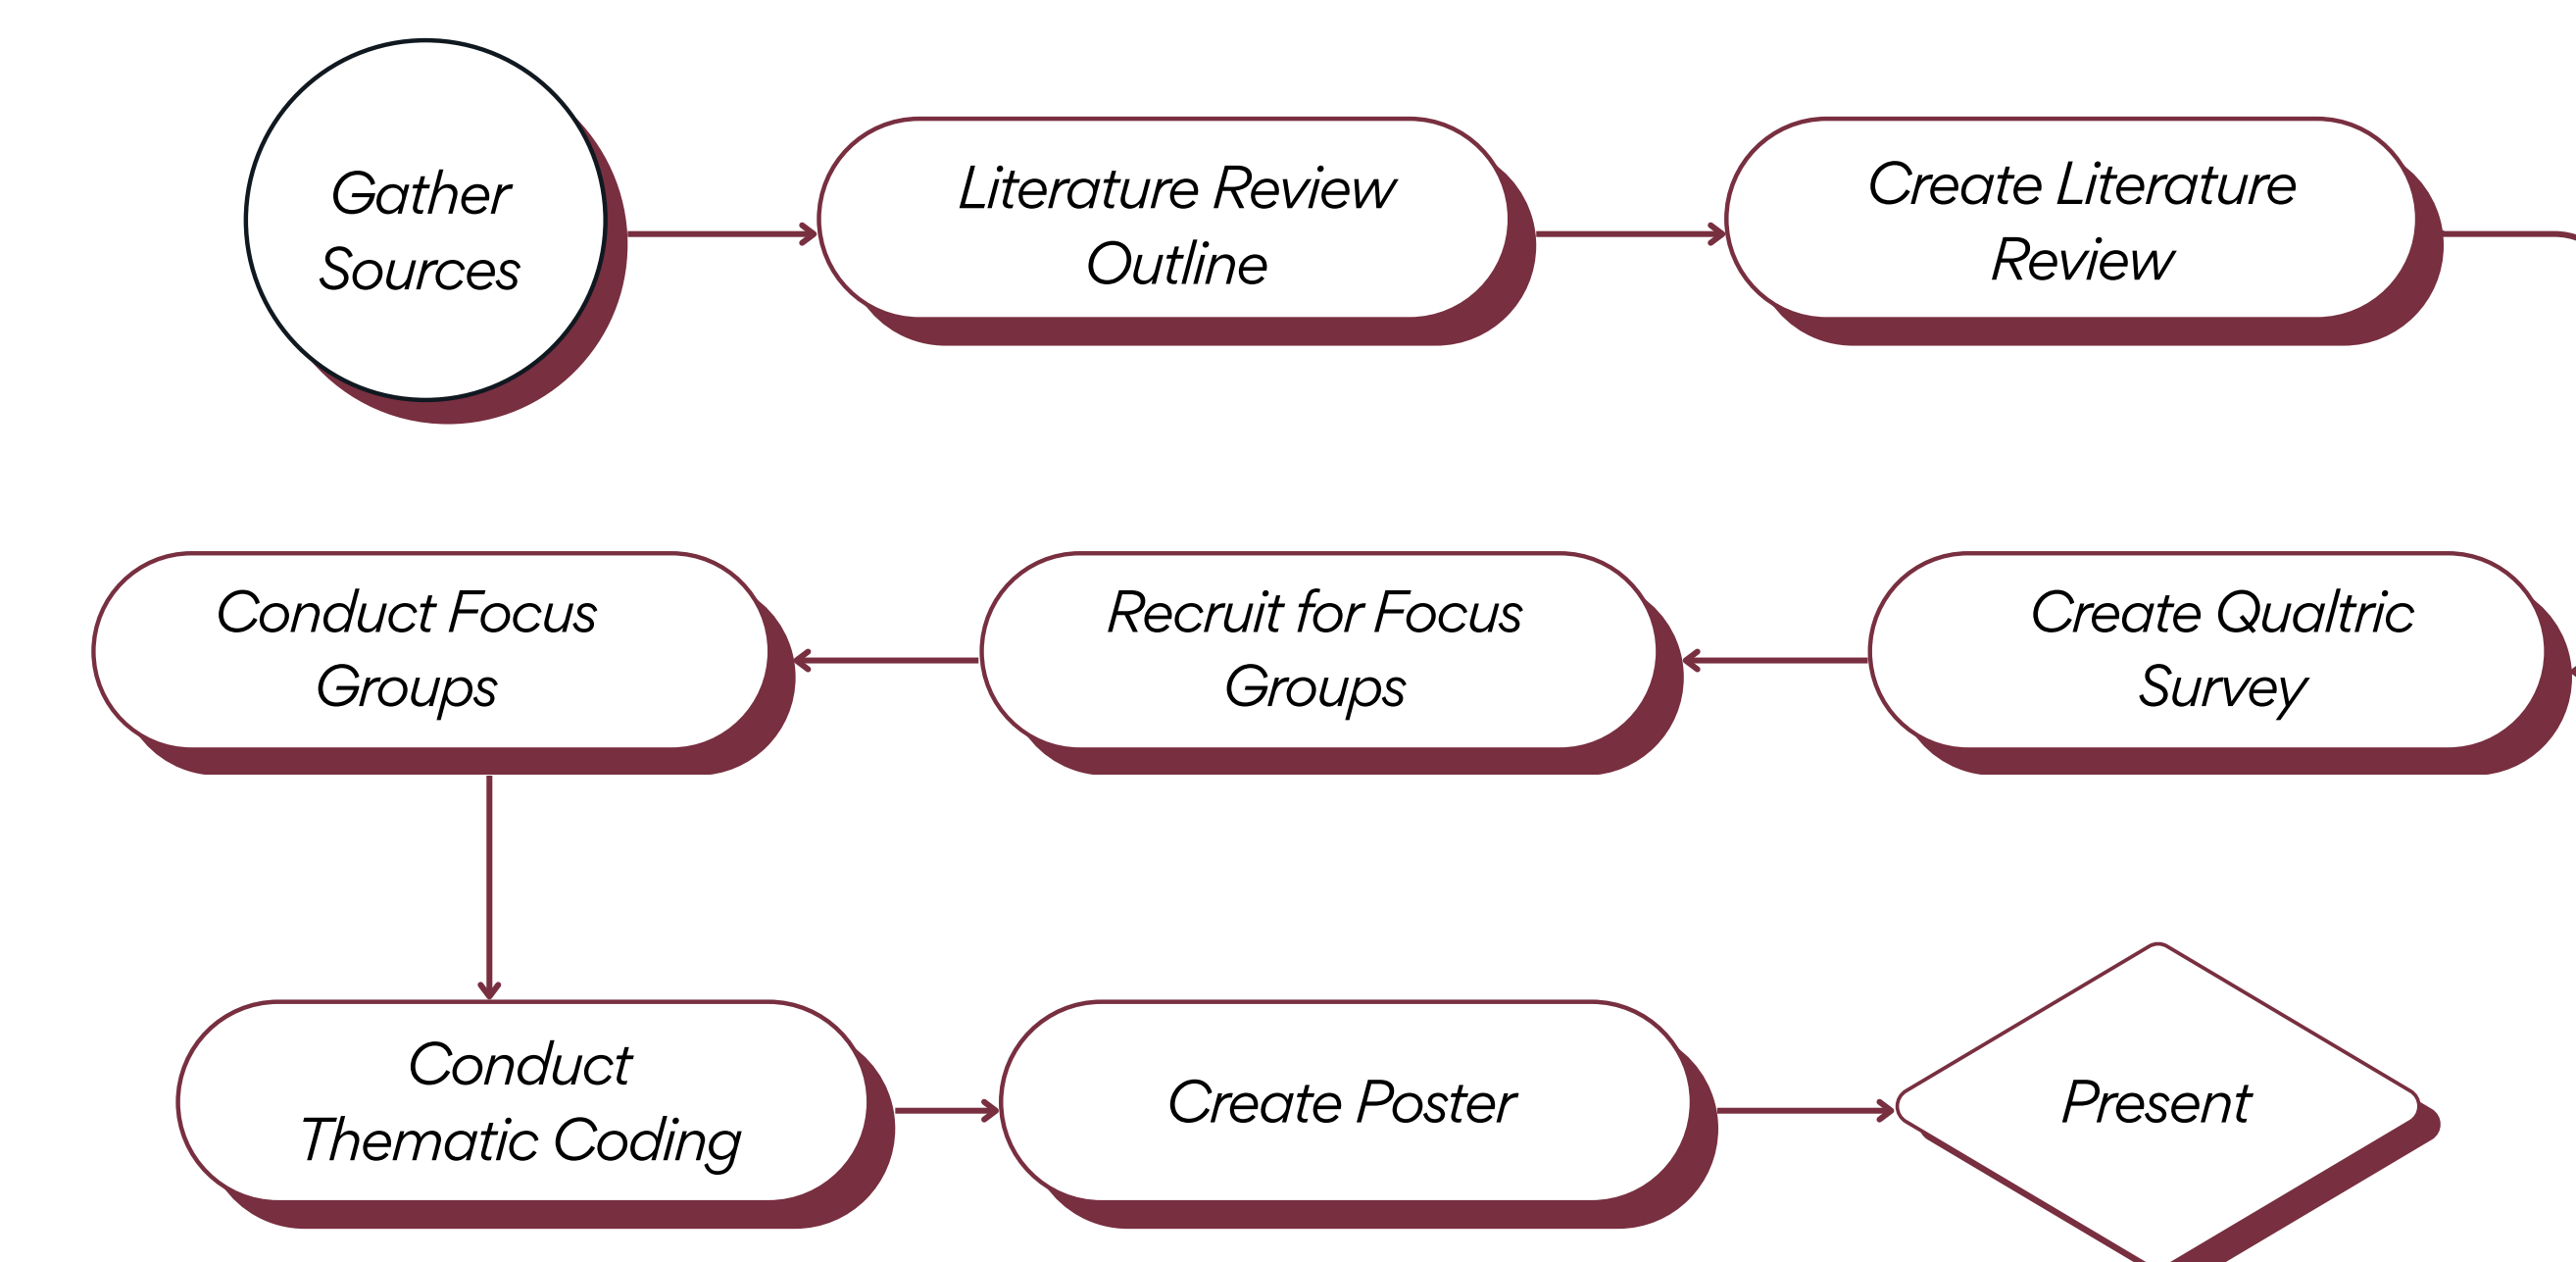 Gather
Sources
Literature Review
Outline
Create Literature
Review
Create Qualtric
Survey
Recruit for Focus
Groups
Conduct Focus
Groups
Conduct
Thematic Coding
Create Poster
Present